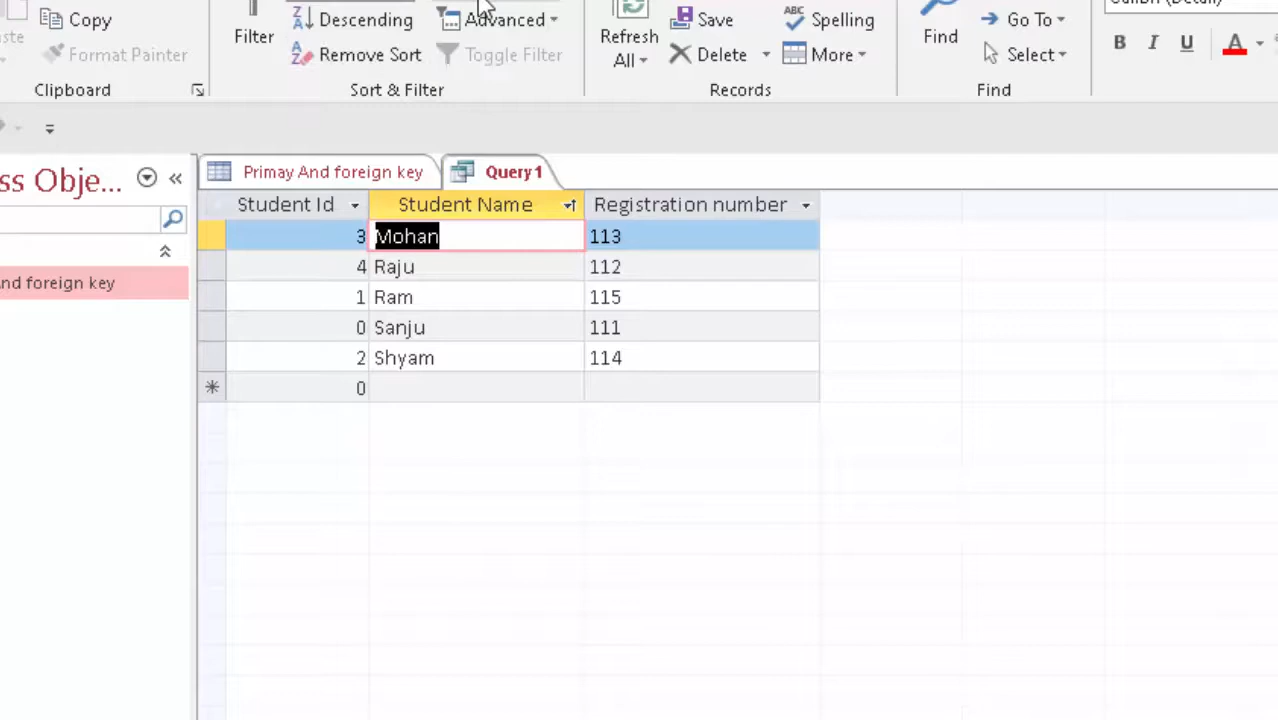 Copy
Descending
Advanced
Save
ABC
Spelling
Go To
Format Painter
Filter
Remove Sort
Toggle Filter
Refresh
All
Delete
More
Find
Select
B I U A
Clipboard
Sort & Filter
Records
Find
ss Obje...
Primay And foreign key
Query1
Student Id
Student Name
Registration number
3 Mohan 113
4 Raju 112
1 Ram 115
0 Sanju 111
2 Shyam 114
* 0
nd foreign key